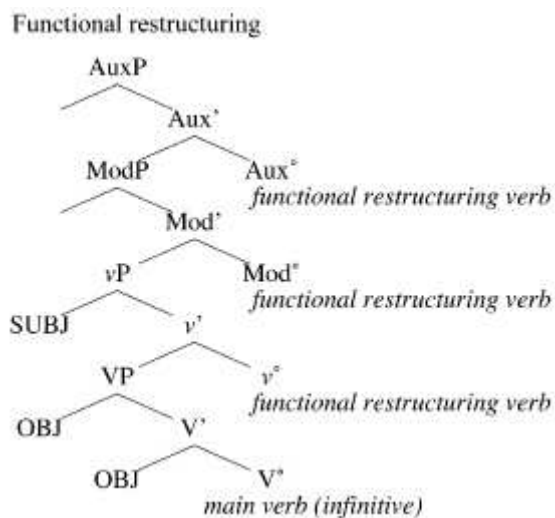 Functional restructuring
AuxP
Aux’
ModP Aux°
functional restructuring verb
Mod’
vP Mod°
functional restructuring verb
SUBJ v’
VP v°
functional restructuring verb
OBJ V’
OBJ V°
main verb (infinitive)